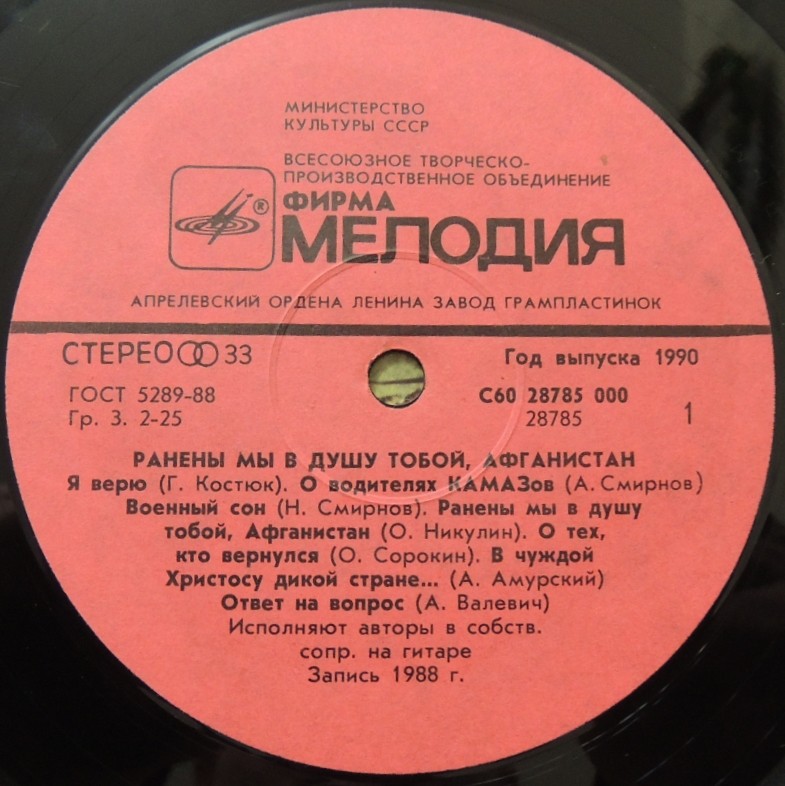 МИНИСТЕРСТВО
КУЛЬТУРЫ СССР
ВСЕСОЮЗНОЕ ТВОРЧЕСКО-
ПРОИЗВОДСТВЕННОЕ ОБЪЕДИНЕНИЕ
ФИРМА
®
МЕЛОДИЯ
АПРЕЛЕВСКИЙ ОРДЕНА ЛЕНИНА ЗАВОД ГРАМПЛАСТИНОК
СТЕРЕО 33 Год выпуска 1990
ГОСТ 5289-88 С60 28785 000
Гр. 3. 2-25 28785 1
РАНЕНЫ МЫ В ДУШУ ТОБОЙ, АФГАНИСТАН
Я верю (Г. Костюк). О водителях КАМАЗов (А. Смирнов)
Военный сон (Н. Смирнов). Ранены мы в душу
тобой, Афганистан (О. Никулин). О тех,
кто вернулся (О. Сорокин). В чуждой
Христосу дикой стране... (А. Амурский)
Ответ на вопрос (А. Валевич)
Исполняют авторы в собств.
сопр. на гитаре
Запись 1988 г.